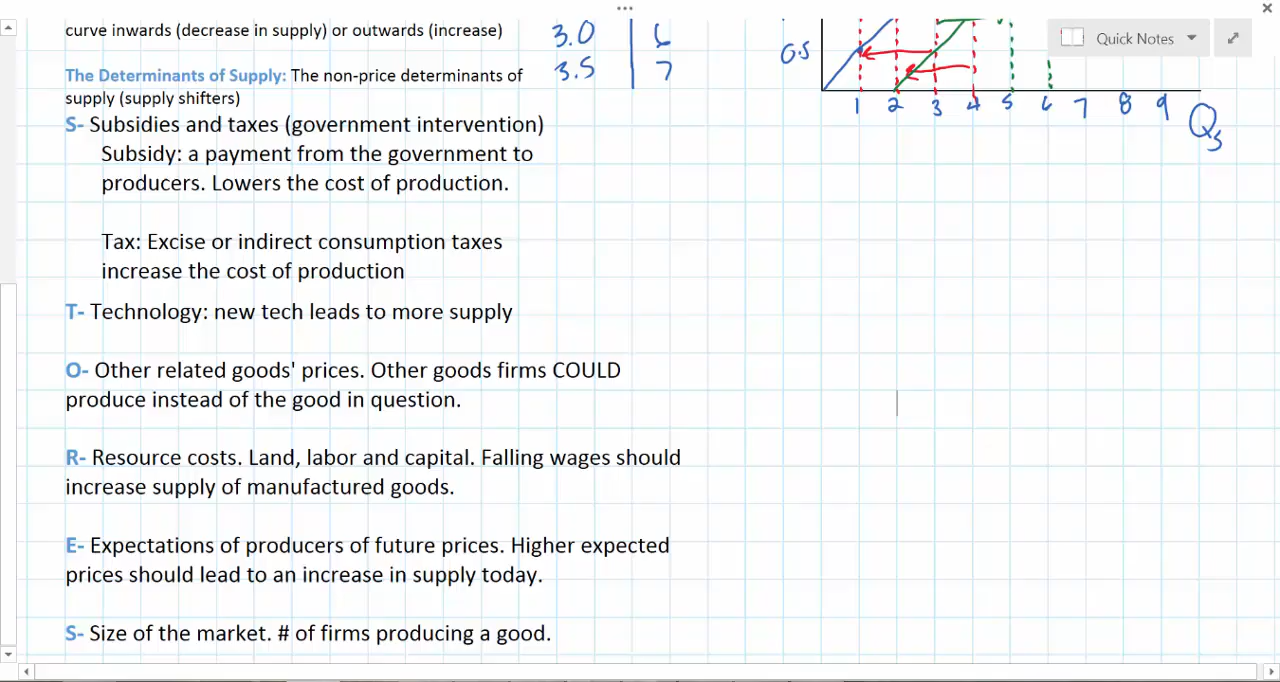 curve inwards (decrease in supply) or outwards (increase)
3.0 6
3.5 7
0.5
Quick Notes
The Determinants of Supply: The non-price determinants of
supply (supply shifters)
1 2 3 4 5 6 7 8 9 Qs
S- Subsidies and taxes (government intervention)
Subsidy: a payment from the government to
producers. Lowers the cost of production.
Tax: Excise or indirect consumption taxes
increase the cost of production
T- Technology: new tech leads to more supply
O- Other related goods' prices. Other goods firms COULD
produce instead of the good in question.
R- Resource costs. Land, labor and capital. Falling wages should
increase supply of manufactured goods.
E- Expectations of producers of future prices. Higher expected
prices should lead to an increase in supply today.
S- Size of the market. # of firms producing a good.